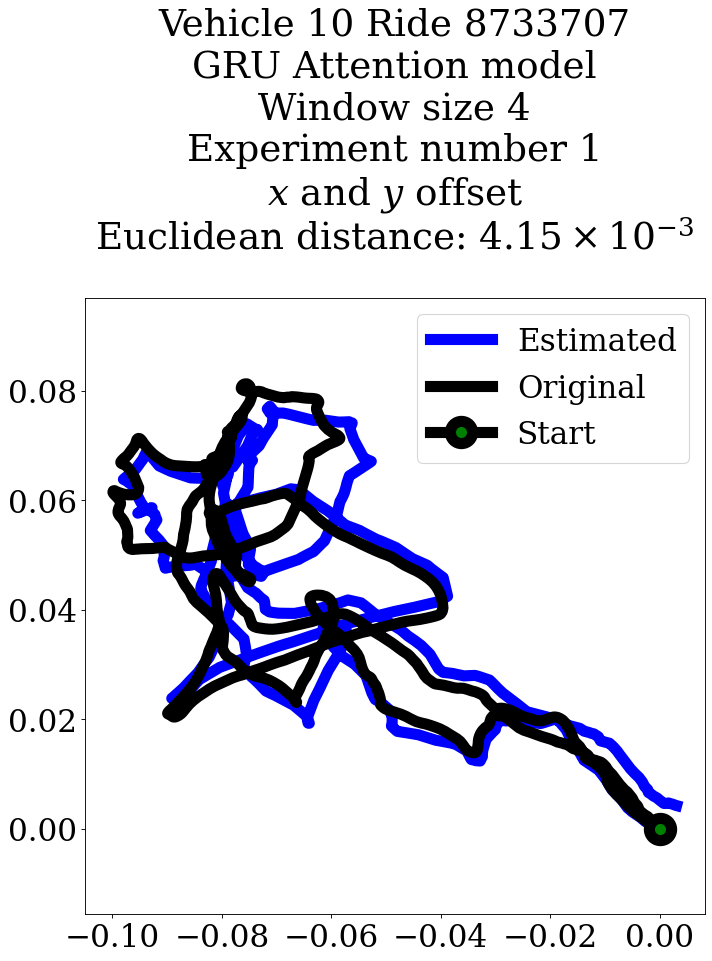 Vehicle 10 Ride 8733707
GRU Attention model
Window size 4
Experiment number 1
x and y offset
Euclidean distance: 4.15 × 10⁻³
Estimated
Original
Start
0.08
0.06
0.04
0.02
0.00
−0.10 −0.08 −0.06 −0.04 −0.02 0.00